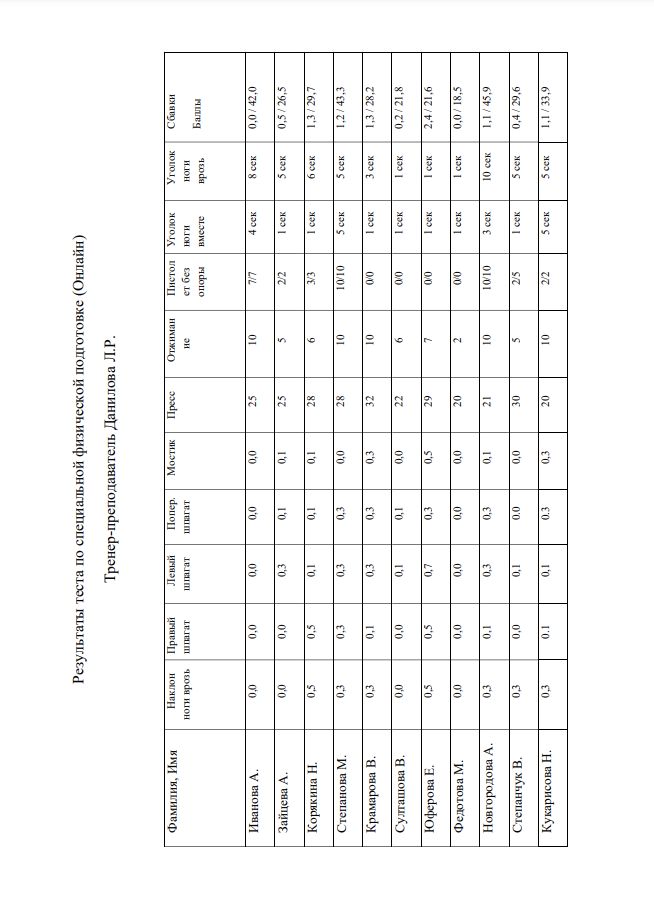 Результаты теста по специальной физической подготовке (Онлайн)
Тренер-преподаватель Данилова Л.Р.
Фамилия, Имя | Наклон ноги врозь | Правый шпагат | Левый шпагат | Попер. шпагат | Мостик | Пресс | Отжимание | Пистолет без опоры | Уголок ноги вместе | Уголок ноги врозь | Сбавки Баллы
Иванова А. | 0,0 | 0,0 | 0,0 | 0,0 | 0,0 | 25 | 10 | 7/7 | 4 сек | 8 сек | 0,0 / 42,0
Зайцева А. | 0,0 | 0,0 | 0,3 | 0,1 | 0,1 | 25 | 5 | 2/2 | 1 сек | 5 сек | 0,5 / 26,5
Корякина Н. | 0,5 | 0,5 | 0,1 | 0,1 | 0,1 | 28 | 6 | 3/3 | 1 сек | 6 сек | 1,3 / 29,7
Степанова М. | 0,3 | 0,3 | 0,3 | 0,3 | 0,0 | 28 | 10 | 10/10 | 5 сек | 5 сек | 1,2 / 43,3
Крамарова В. | 0,3 | 0,1 | 0,3 | 0,3 | 0,3 | 32 | 10 | 0/0 | 1 сек | 3 сек | 1,3 / 28,2
Султашова В. | 0,0 | 0,0 | 0,1 | 0,1 | 0,0 | 22 | 6 | 0/0 | 1 сек | 1 сек | 0,2 / 21,8
Юферова Е. | 0,5 | 0,5 | 0,7 | 0,3 | 0,5 | 29 | 7 | 0/0 | 1 сек | 1 сек | 2,4 / 21,6
Федотова М. | 0,0 | 0,0 | 0,0 | 0,0 | 0,0 | 20 | 2 | 0/0 | 1 сек | 1 сек | 0,0 / 18,5
Новгородова А. | 0,3 | 0,1 | 0,3 | 0,3 | 0,1 | 21 | 10 | 10/10 | 3 сек | 10 сек | 1,1 / 45,9
Степанчук В. | 0,3 | 0,0 | 0,1 | 0.0 | 0,0 | 30 | 5 | 2/5 | 1 сек | 5 сек | 0,4 / 29,6
Кукарисова Н. | 0,3 | 0.1 | 0,1 | 0.3 | 0,3 | 20 | 10 | 2/2 | 5 сек | 5 сек | 1,1 / 33,9